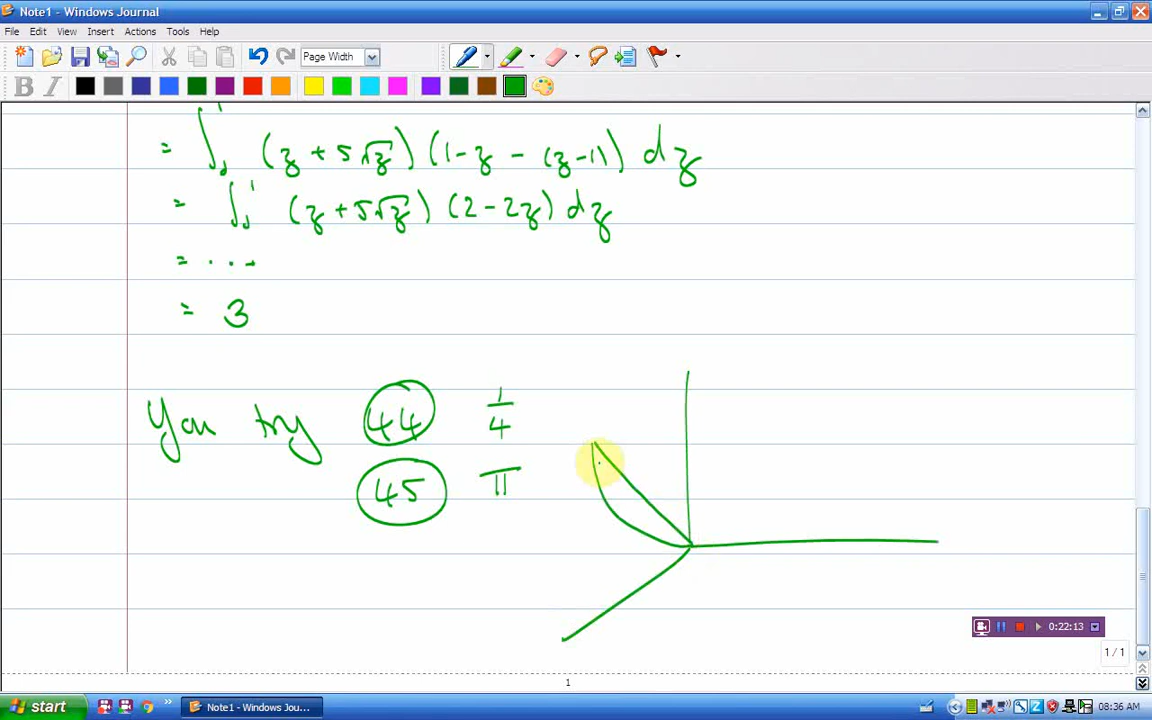 Note1 - Windows Journal
File Edit View Insert Actions Tools Help
Page Width
B I
= ∫₀¹ (z + 5√z) (1-z - (z-1)) dz
= ∫₀¹ (z + 5√z) (2-2z) dz
= ...
= 3
You try 44 1/4
45 π
0:22:13
1 / 1
1
start Note1 - Windows Jou... 08:36 AM